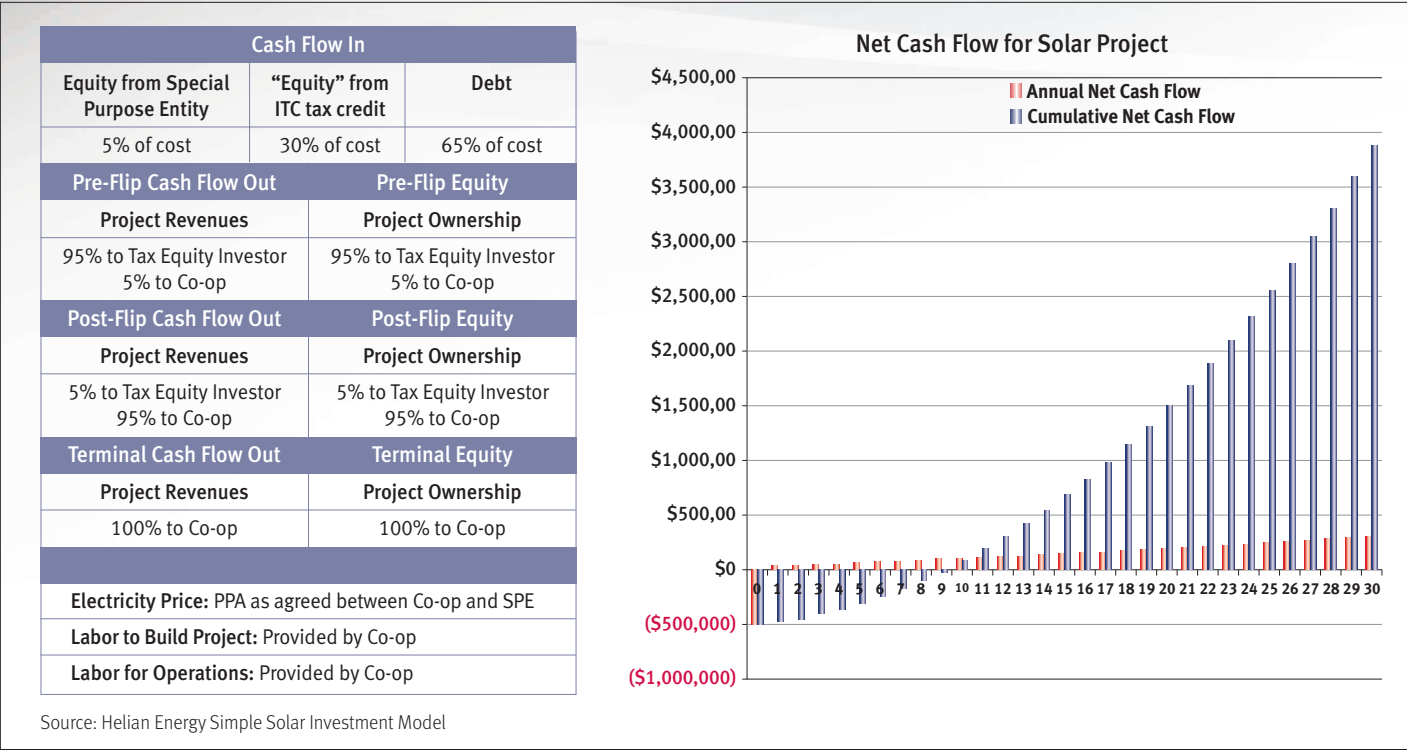 Cash Flow In
Equity from Special
Purpose Entity
“Equity” from
ITC tax credit
Debt
5% of cost
30% of cost
65% of cost
Pre-Flip Cash Flow Out
Pre-Flip Equity
Project Revenues
Project Ownership
95% to Tax Equity Investor
5% to Co-op
95% to Tax Equity Investor
5% to Co-op
Post-Flip Cash Flow Out
Post-Flip Equity
Project Revenues
Project Ownership
5% to Tax Equity Investor
95% to Co-op
5% to Tax Equity Investor
95% to Co-op
Terminal Cash Flow Out
Terminal Equity
Project Revenues
Project Ownership
100% to Co-op
100% to Co-op
Electricity Price: PPA as agreed between Co-op and SPE
Labor to Build Project: Provided by Co-op
Labor for Operations: Provided by Co-op
Source: Helian Energy Simple Solar Investment Model
Net Cash Flow for Solar Project
Annual Net Cash Flow
Cumulative Net Cash Flow
$4,500,00
$4,000,00
$3,500,00
$3,000,00
$2,500,00
$2,000,00
$1,500,00
$1,000,00
$500,00
$0
($500,000)
($1,000,000)
0 1 2 3 4 5 6 7 8 9 10 11 12 13 14 15 16 17 18 19 20 21 22 23 24 25 26 27 28 29 30